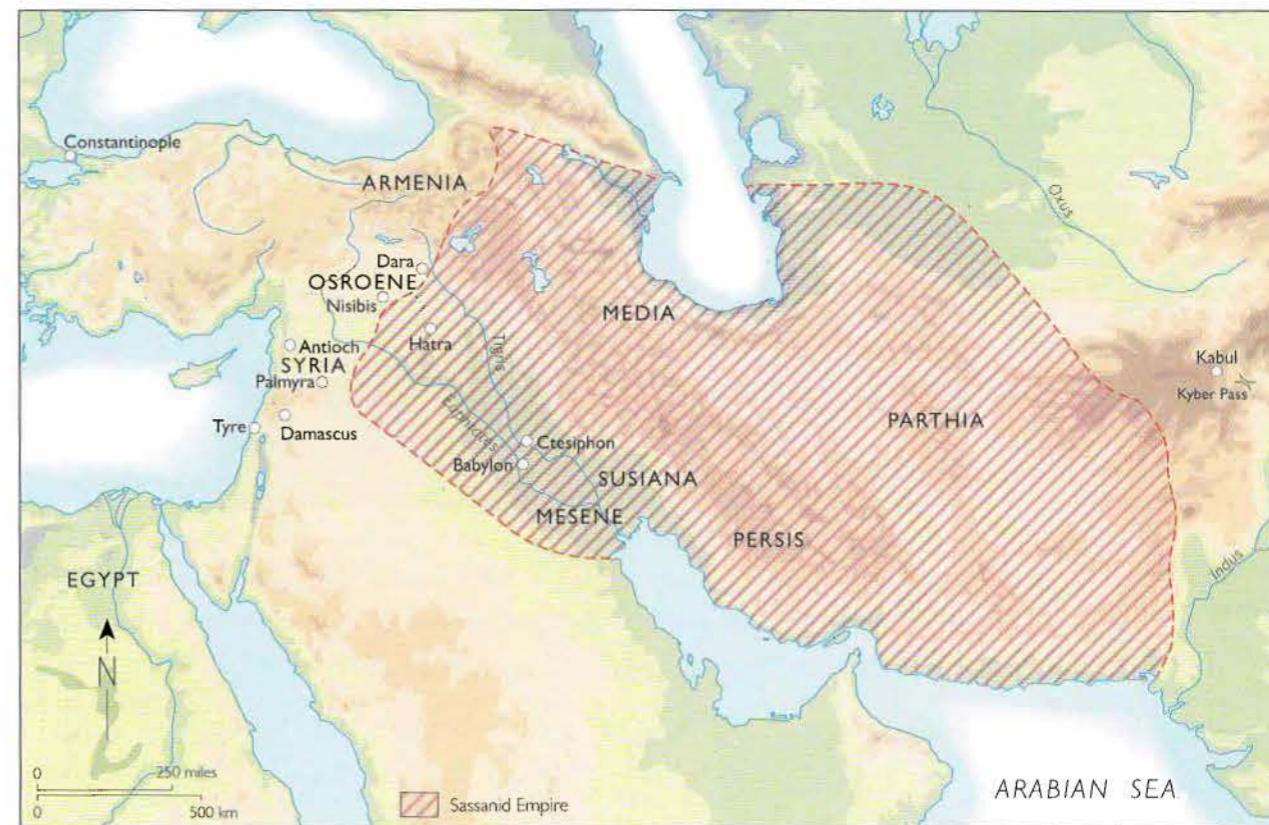 Constantinople
ARMENIA
Oxus
Dara
OSROENE
Nisibis
MEDIA
Hatra
Tigris
Antioch
SYRIA
Palmyra
Kabul
Kyber Pass
PARTHIA
Euphrates
Tyre
Damascus
Ctesiphon
Babylon
SUSIANA
MESENE
PERSIS
Indus
EGYPT
N
0 250 miles
0 500 km
Sassanid Empire
ARABIAN SEA